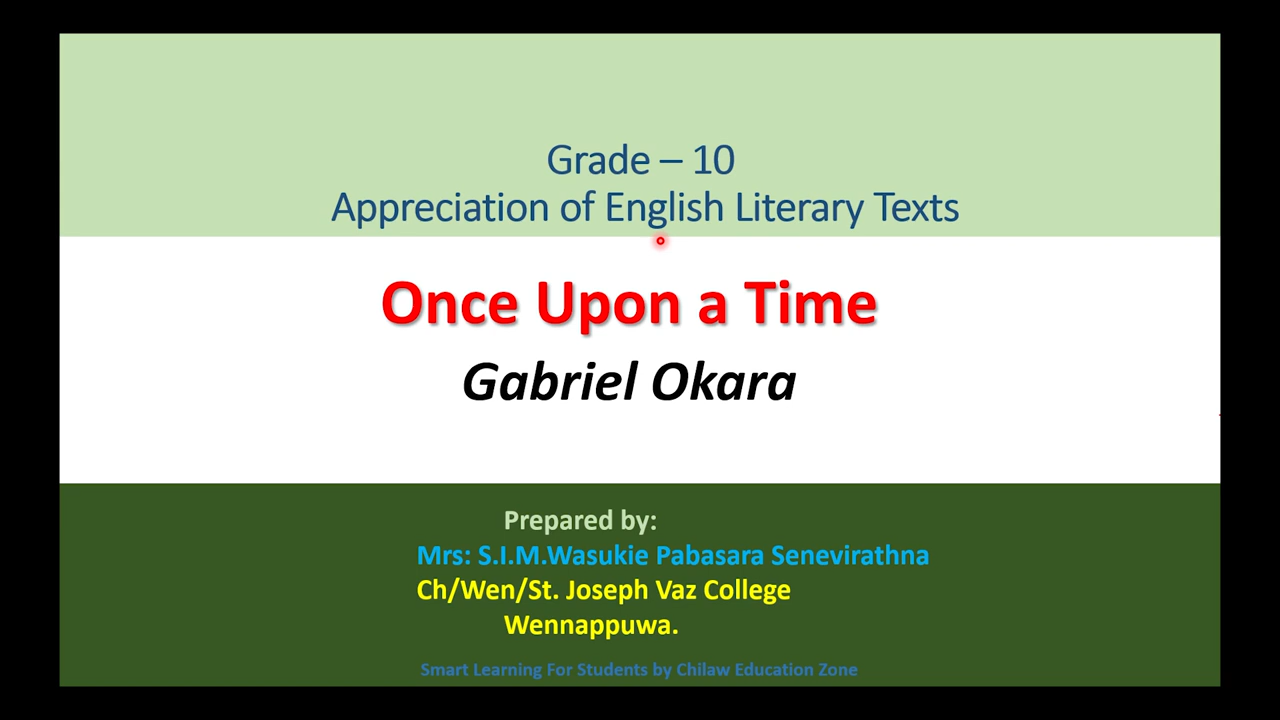 Grade – 10
Appreciation of English Literary Texts
Once Upon a Time
Gabriel Okara
Prepared by:
Mrs: S.I.M.Wasukie Pabasara Senevirathna
Ch/Wen/St. Joseph Vaz College
Wennappuwa.
Smart Learning For Students by Chilaw Education Zone